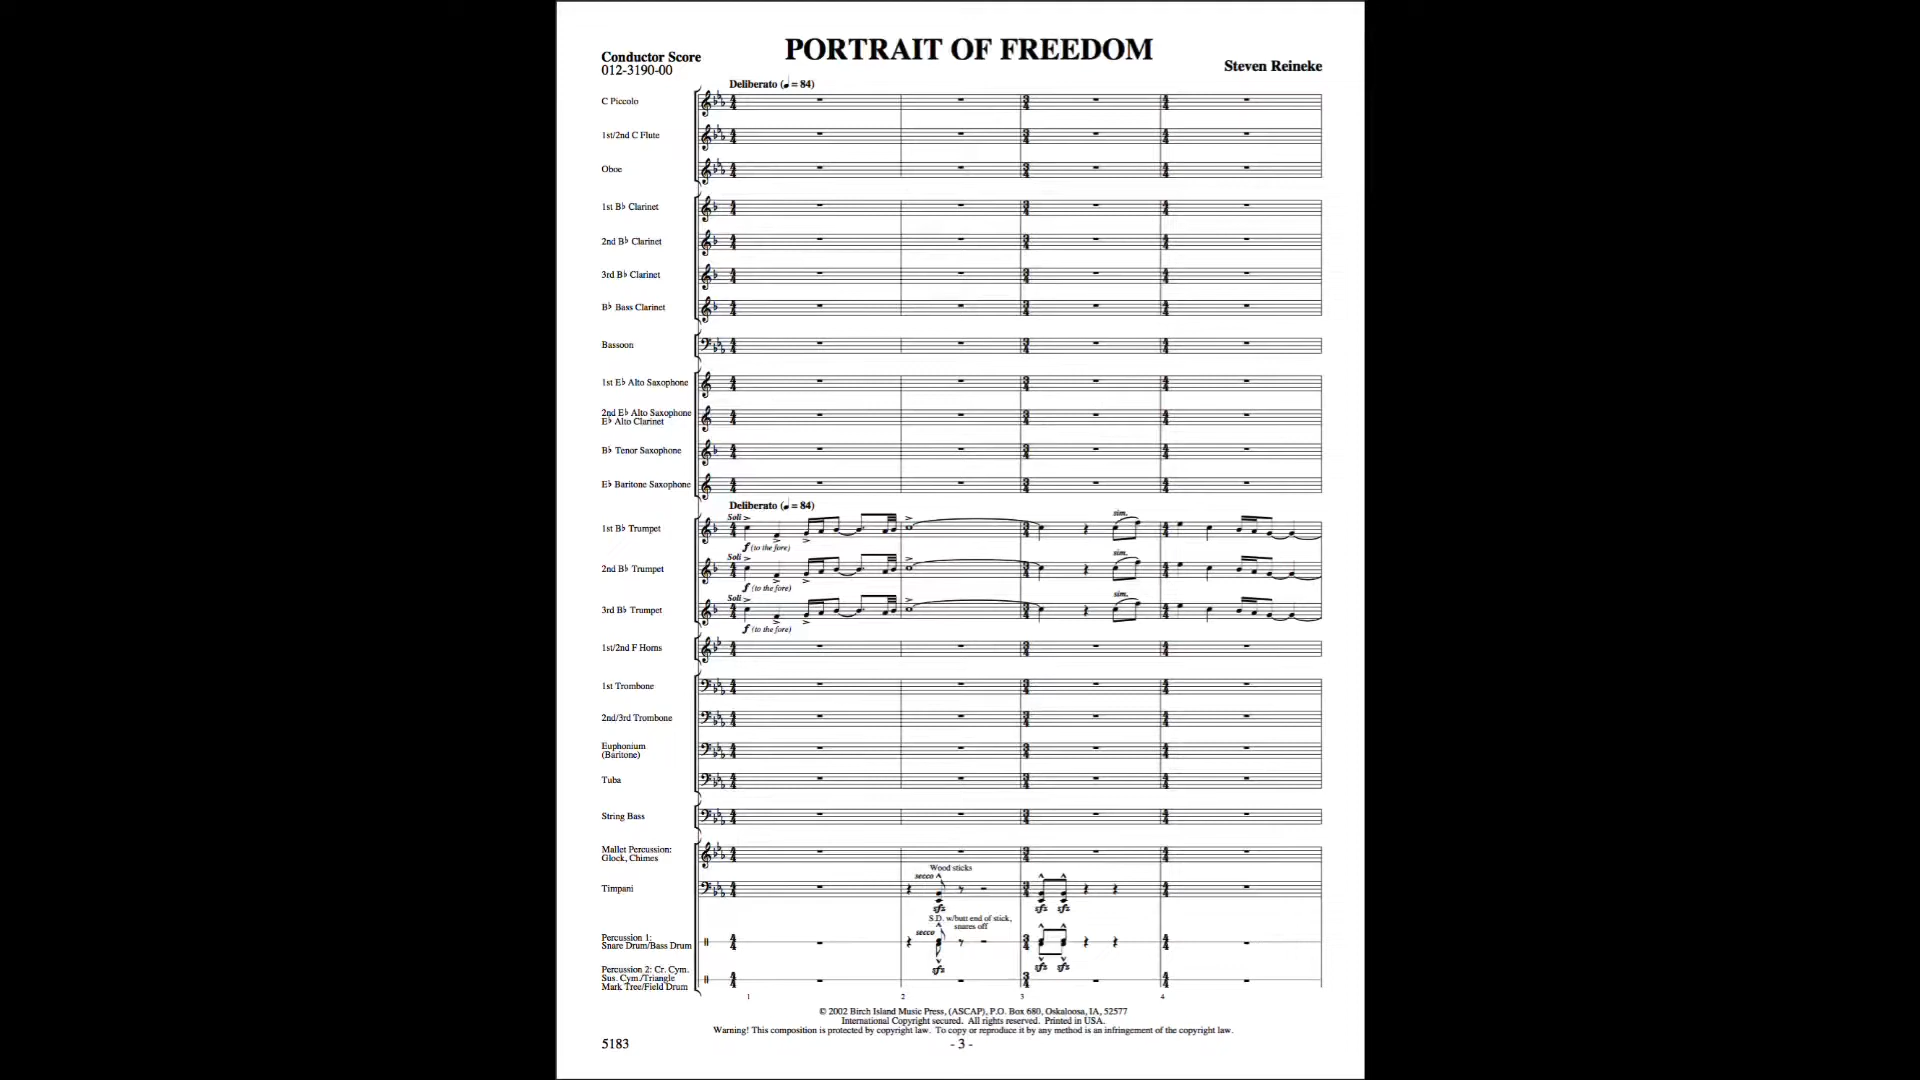 PORTRAIT OF FREEDOM
Conductor Score
012-3190-00
Steven Reineke
Deliberato (♩ = 84)
C Piccolo
1st/2nd C Flute
Oboe
1st B♭ Clarinet
2nd B♭ Clarinet
3rd B♭ Clarinet
B♭ Bass Clarinet
Bassoon
1st E♭ Alto Saxophone
2nd E♭ Alto Saxophone
E♭ Alto Clarinet
B♭ Tenor Saxophone
E♭ Baritone Saxophone
Deliberato (♩ = 84)
Soli
sim.
1st B♭ Trumpet
f (to the fore)
Soli
sim.
2nd B♭ Trumpet
f (to the fore)
Soli
sim.
3rd B♭ Trumpet
f (to the fore)
1st/2nd F Horns
1st Trombone
2nd/3rd Trombone
Euphonium
(Baritone)
Tuba
String Bass
Mallet Percussion:
Glock, Chimes
Wood sticks
secco
Timpani
sfz sfz sfz
S.D. w/butt end of stick,
snares off
secco
Percussion 1:
Snare Drum/Bass Drum
sfz sfz sfz
Percussion 2: Cr. Cym.
Sus. Cym./Triangle
Mark Tree/Field Drum
1 2 3 4
© 2002 Birch Island Music Press, (ASCAP), P.O. Box 680, Oskaloosa, IA, 52577
International Copyright secured. All rights reserved. Printed in USA.
Warning! This composition is protected by copyright law. To copy or reproduce it by any method is an infringement of the copyright law.
5183
- 3 -